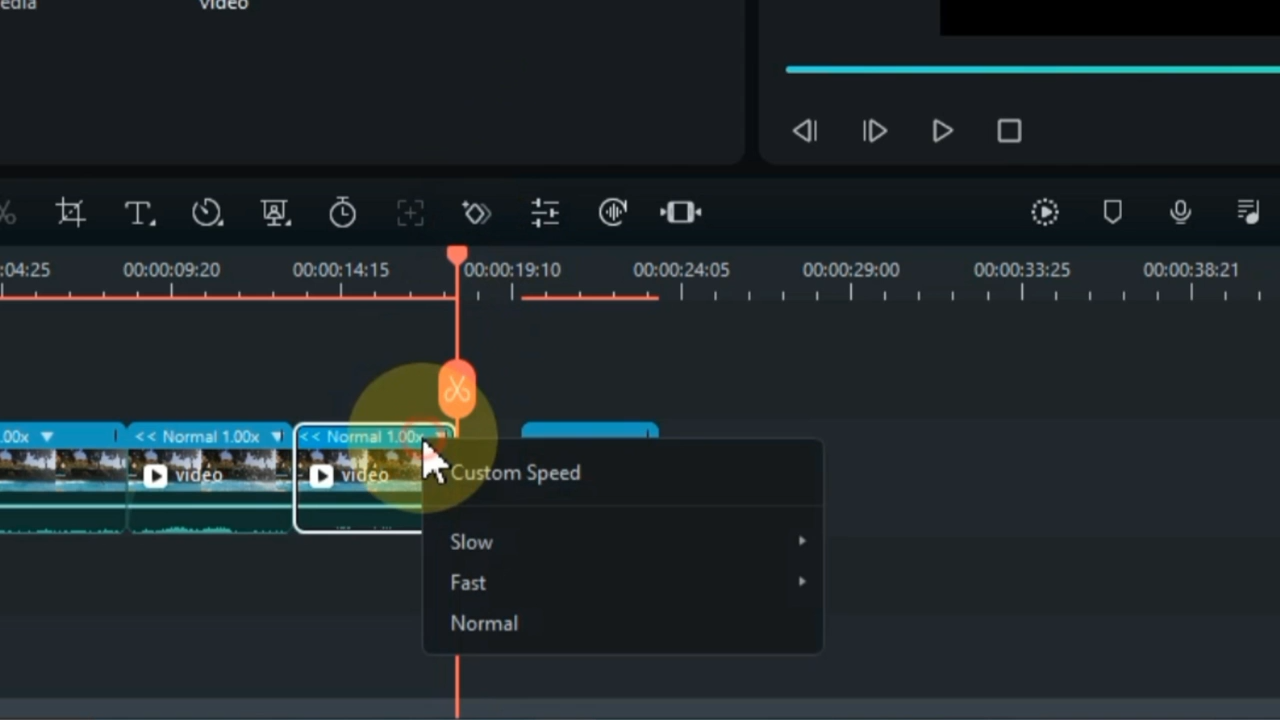 edia
video
:04:25 00:00:09:20 00:00:14:15 00:00:19:10 00:00:24:05 00:00:29:00 00:00:33:25 00:00:38:21
.00x << Normal 1.00x << Normal 1.00x
video video
Custom Speed
Slow
Fast
Normal